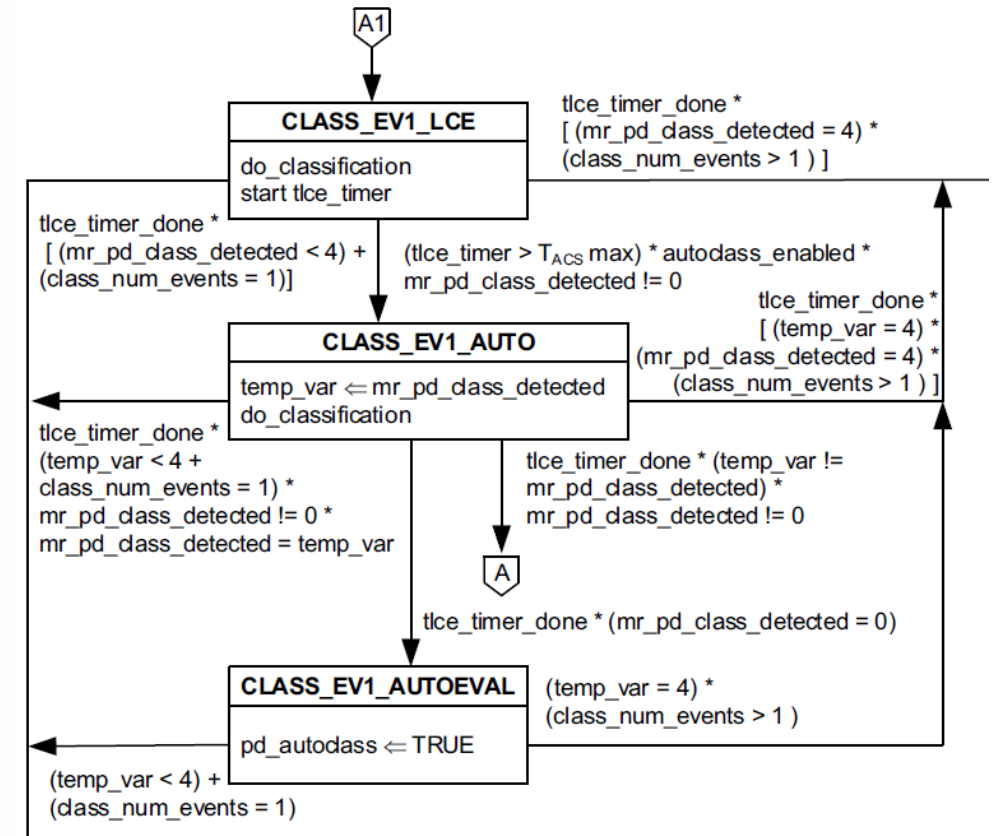 A1
CLASS_EV1_LCE
do_classification
start tlce_timer
tlce_timer_done *
[ (mr_pd_class_detected = 4) *
(class_num_events > 1 ) ]
tlce_timer_done *
[ (mr_pd_class_detected < 4) +
(class_num_events = 1)]
(tlce_timer > TACS max) * autoclass_enabled *
mr_pd_class_detected != 0
tlce_timer_done *
[ (temp_var = 4) *
(mr_pd_class_detected = 4) *
(class_num_events > 1 ) ]
CLASS_EV1_AUTO
temp_var ⇐ mr_pd_class_detected
do_classification
tlce_timer_done *
(temp_var < 4 +
class_num_events = 1) *
mr_pd_class_detected != 0 *
mr_pd_class_detected = temp_var
tlce_timer_done * (temp_var !=
mr_pd_class_detected) *
mr_pd_class_detected != 0
A
tlce_timer_done * (mr_pd_class_detected = 0)
CLASS_EV1_AUTOEVAL
pd_autoclass ⇐ TRUE
(temp_var = 4) *
(class_num_events > 1 )
(temp_var < 4) +
(class_num_events = 1)